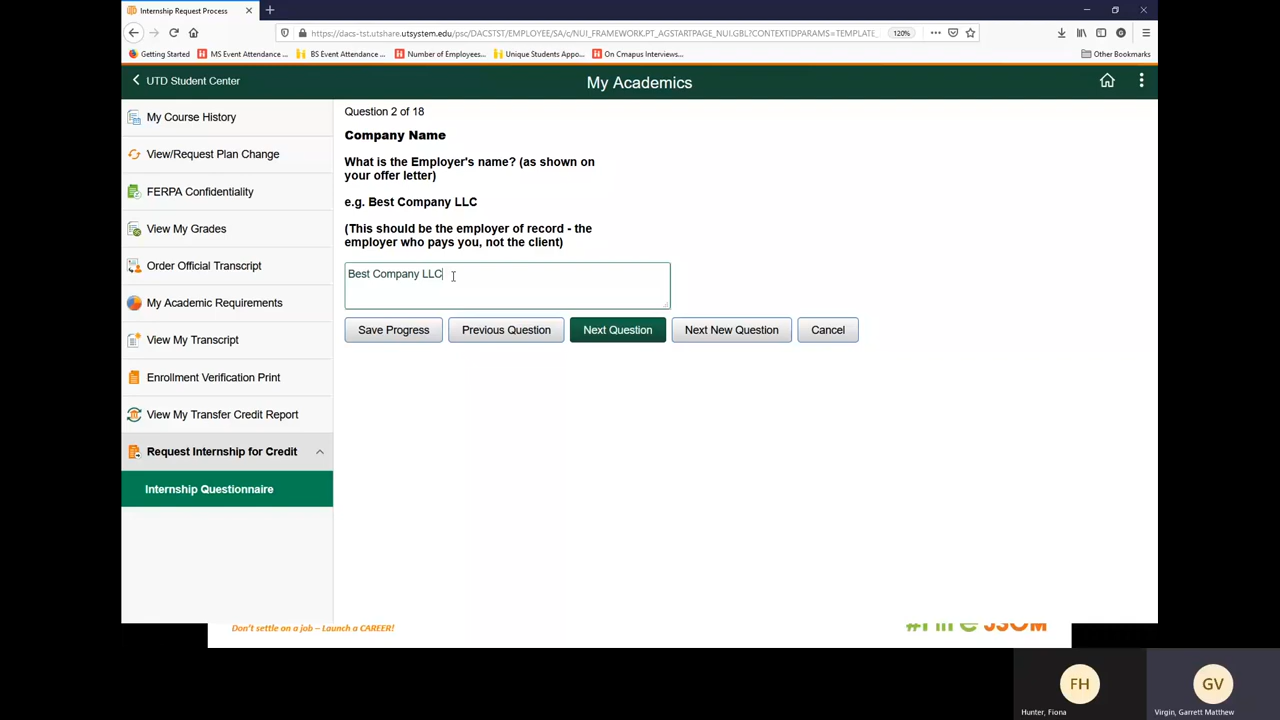 Internship Request Process
https://dacs-tst.utshare.utsystem.edu/psc/DACSTST/EMPLOYEE/SA/c/NUI_FRAMEWORK.PT_AGSTARTPAGE_NUI.GBL?CONTEXTIDPARAMS=TEMPLATE_
120%
Getting Started
MS Event Attendance ...
BS Event Attendance ...
Number of Employees...
Unique Students Appo...
On Cmapus Interviews...
Other Bookmarks
UTD Student Center
My Academics
My Course History
View/Request Plan Change
FERPA Confidentiality
View My Grades
Order Official Transcript
My Academic Requirements
View My Transcript
Enrollment Verification Print
View My Transfer Credit Report
Request Internship for Credit
Internship Questionnaire
Question 2 of 18
Company Name
What is the Employer's name? (as shown on
your offer letter)
e.g. Best Company LLC
(This should be the employer of record - the
employer who pays you, not the client)
Best Company LLC
Save Progress
Previous Question
Next Question
Next New Question
Cancel
Don't settle on a job – Launch a CAREER!
#Hire JSOM
FH
Hunter, Fiona
GV
Virgin, Garrett Matthew